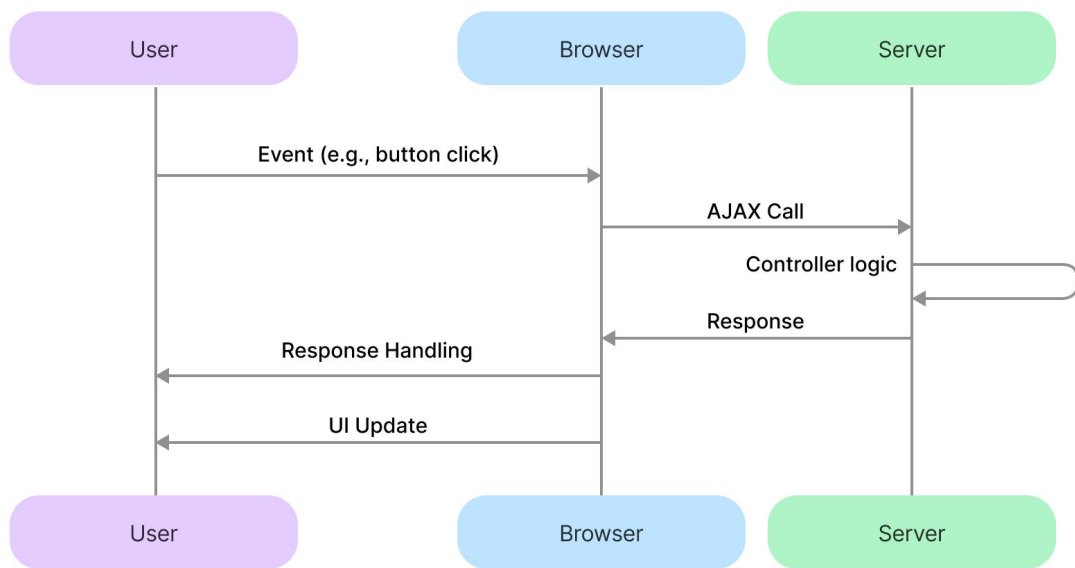 User
Browser
Server
Event (e.g., button click)
AJAX Call
Controller logic
Response
Response Handling
UI Update
User
Browser
Server